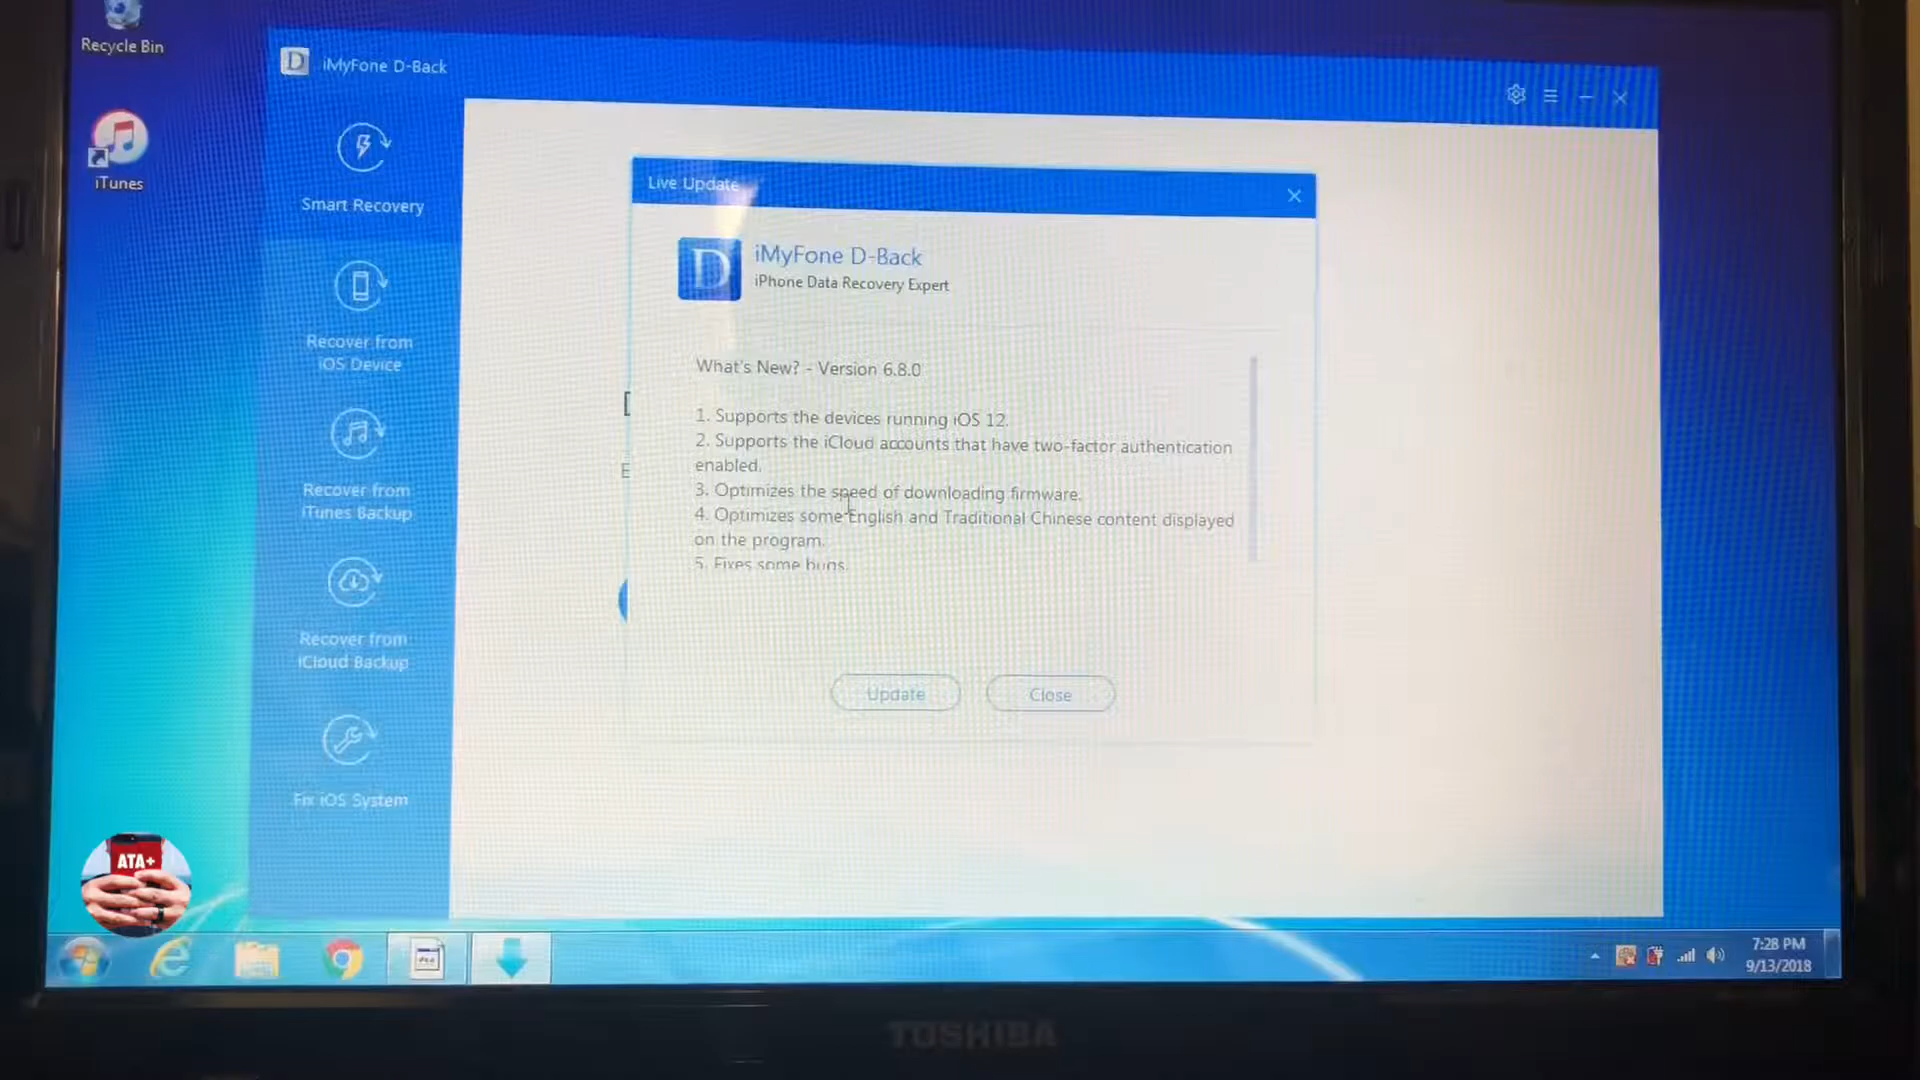 Recycle Bin
iTunes
iMyFone D-Back
Smart Recovery
Recover from
iOS Device
Recover from
iTunes Backup
Recover from
iCloud Backup
Fix iOS System
Live Update
D
iMyFone D-Back
iPhone Data Recovery Expert
What's New? - Version 6.8.0
1. Supports the devices running iOS 12.
2. Supports the iCloud accounts that have two-factor authentication
enabled.
3. Optimizes the speed of downloading firmware.
4. Optimizes some English and Traditional Chinese content displayed
on the program.
5. Fixes some bugs.
Update
Close
ATA+
7:28 PM
9/13/2018
TOSHIBA